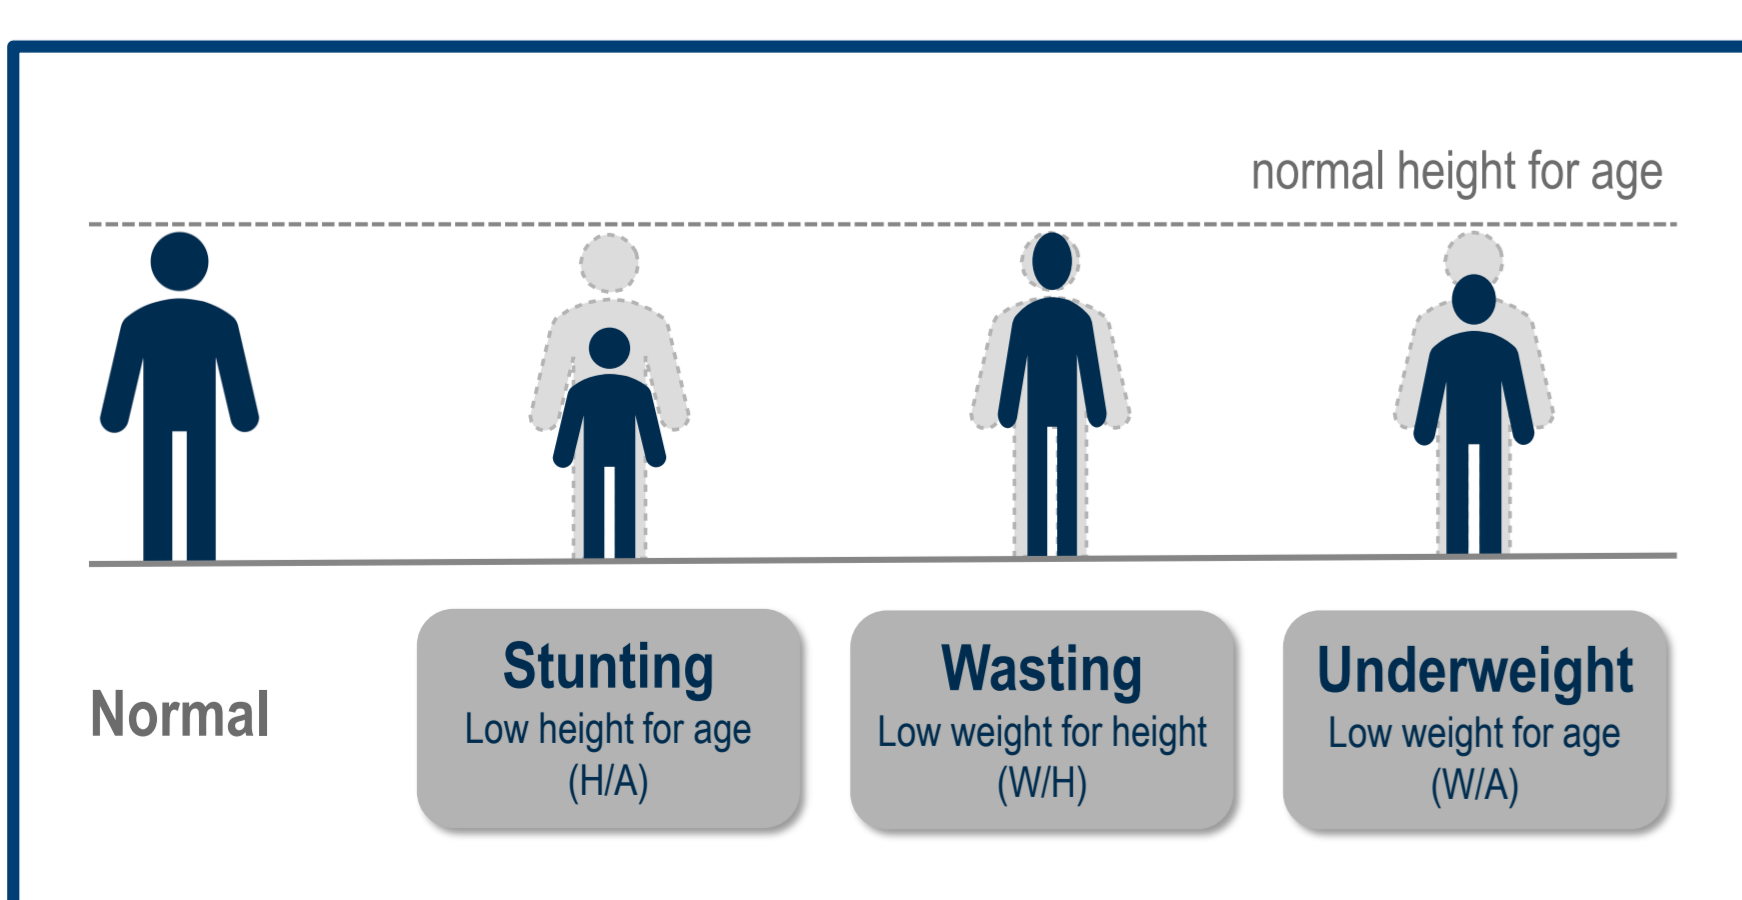 normal height for age
Normal
Stunting
Low height for age
(H/A)
Wasting
Low weight for height
(W/H)
Underweight
Low weight for age
(W/A)